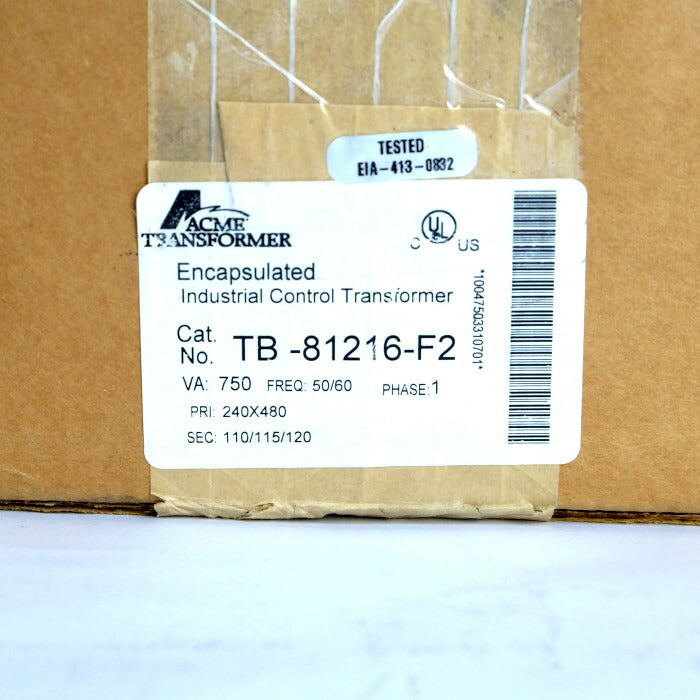 TESTED
EIA-413-0832
ACME
TRANSFORMER
C UL US
Encapsulated
Industrial Control Transformer
Cat. No. TB -81216-F2
VA: 750 FREQ: 50/60 PHASE:1
PRI: 240X480
SEC: 110/115/120
*10047503310701*